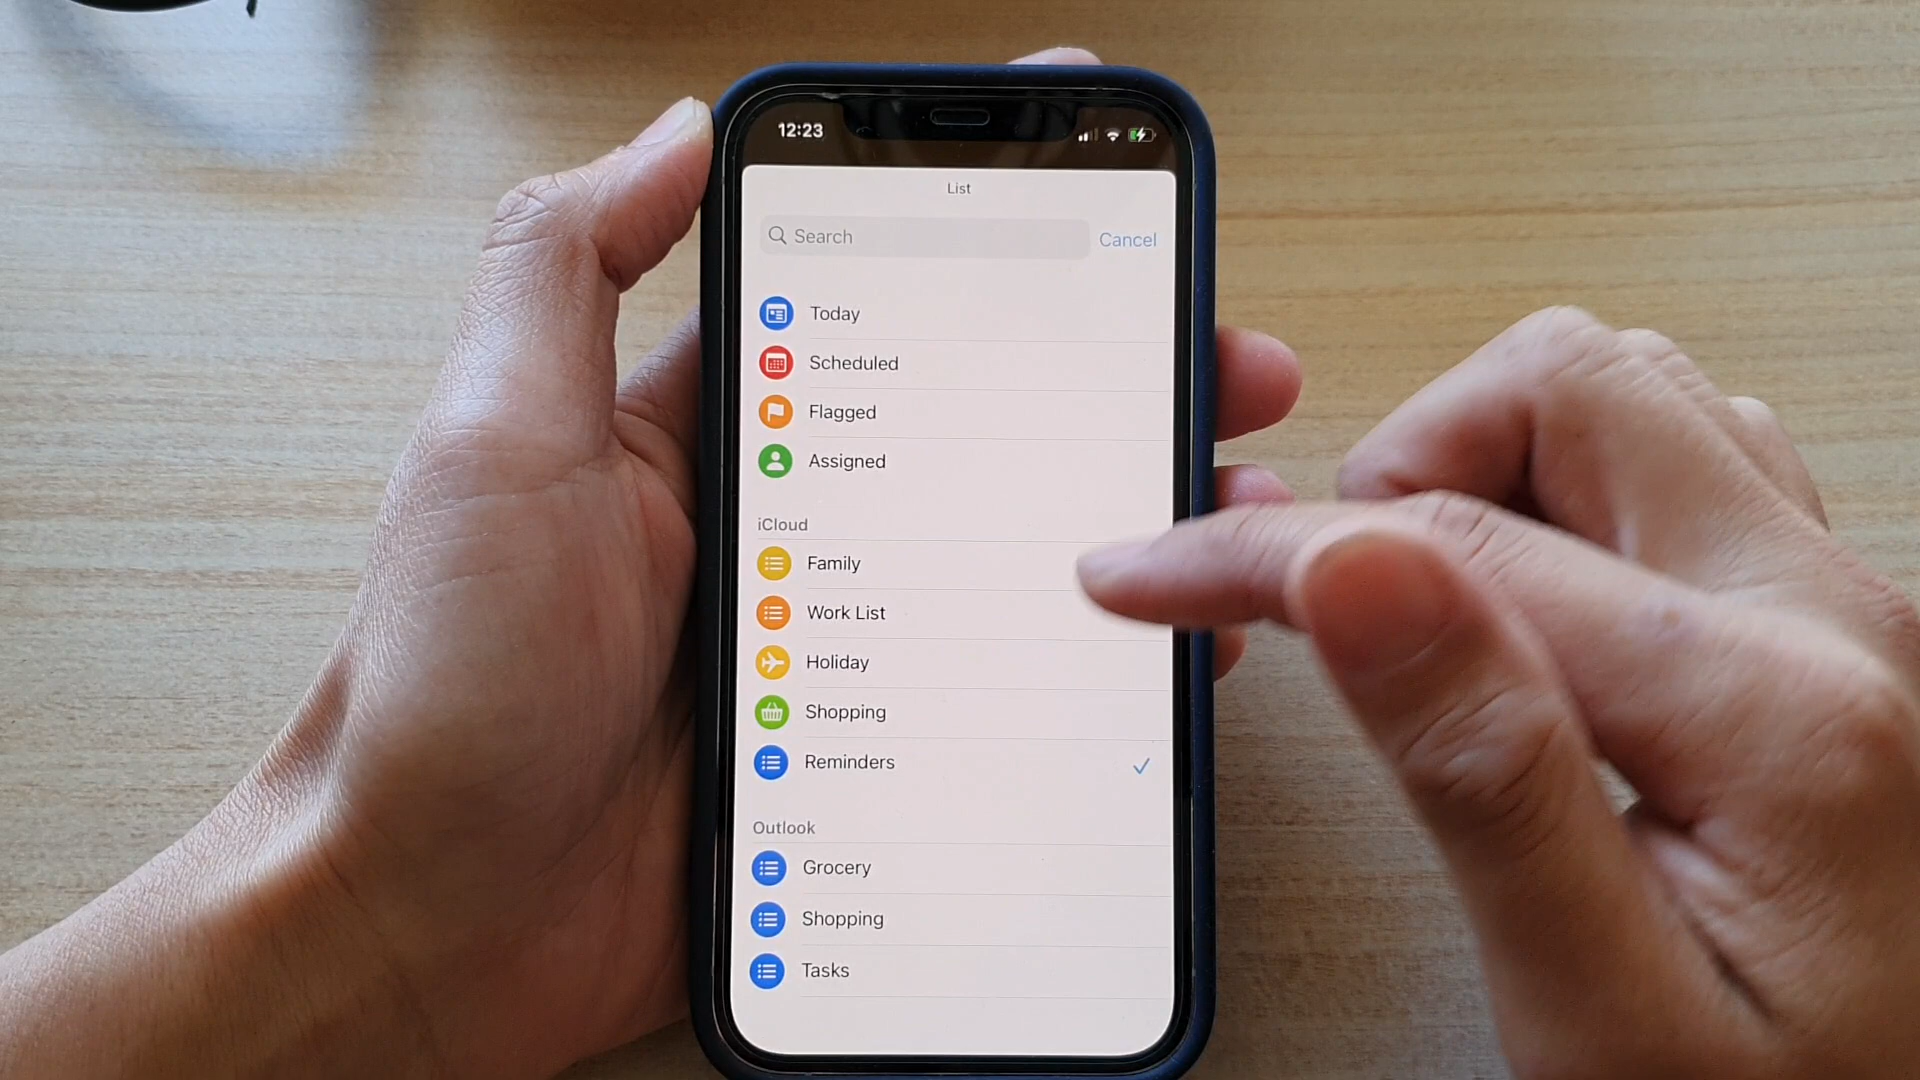 12:23
List
Search
Cancel
Today
Scheduled
Flagged
Assigned
iCloud
Family
Work List
Holiday
Shopping
Reminders
Outlook
Grocery
Shopping
Tasks